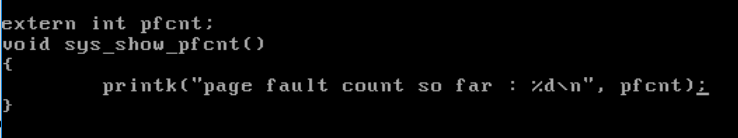 extern int pfcnt;
void sys_show_pfcnt()
{
        printk("page fault count so far : %d\n", pfcnt);
}